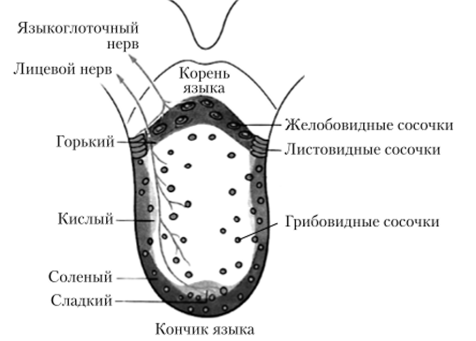 Языкоглоточный
нерв
Лицевой нерв
Корень
языка
Горький
Желобовидные сосочки
Листовидные сосочки
Кислый
Грибовидные сосочки
Соленый
Сладкий
Кончик языка